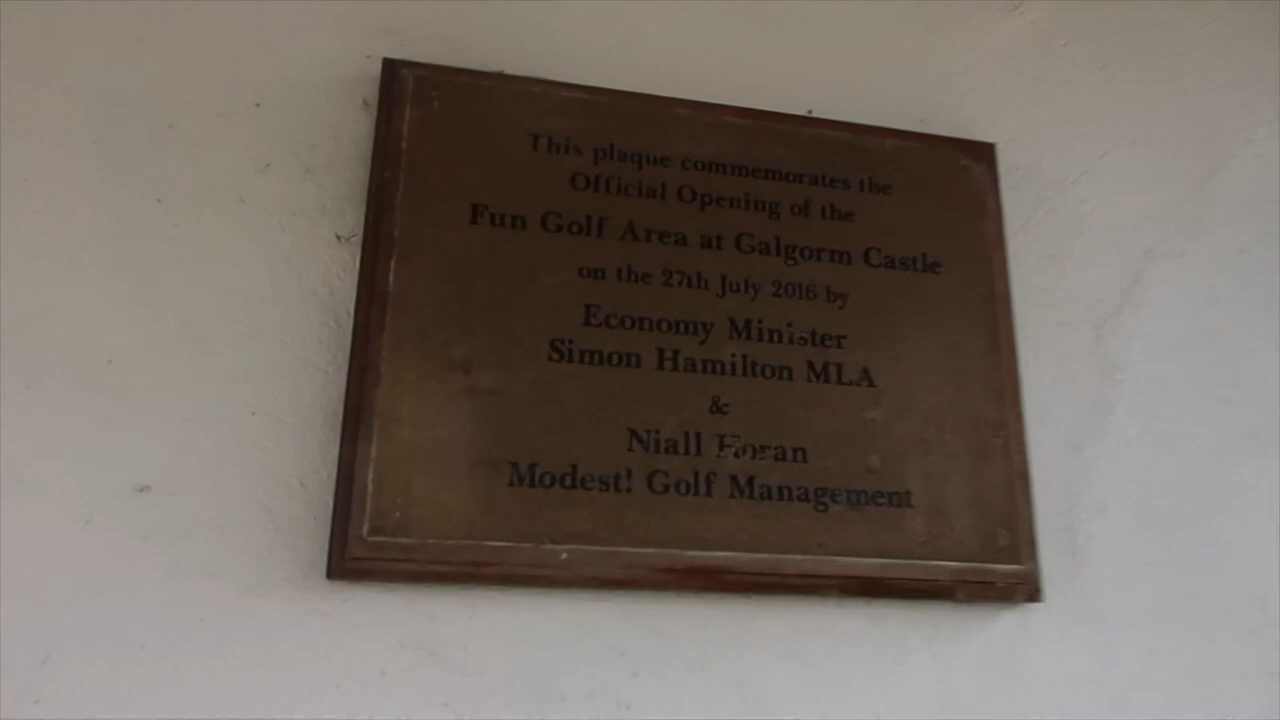 This plaque commemorates the
Official Opening of the
Fun Golf Area at Galgorm Castle
on the 27th July 2016 by
Economy Minister
Simon Hamilton MLA
&
Niall Horan
Modest! Golf Management